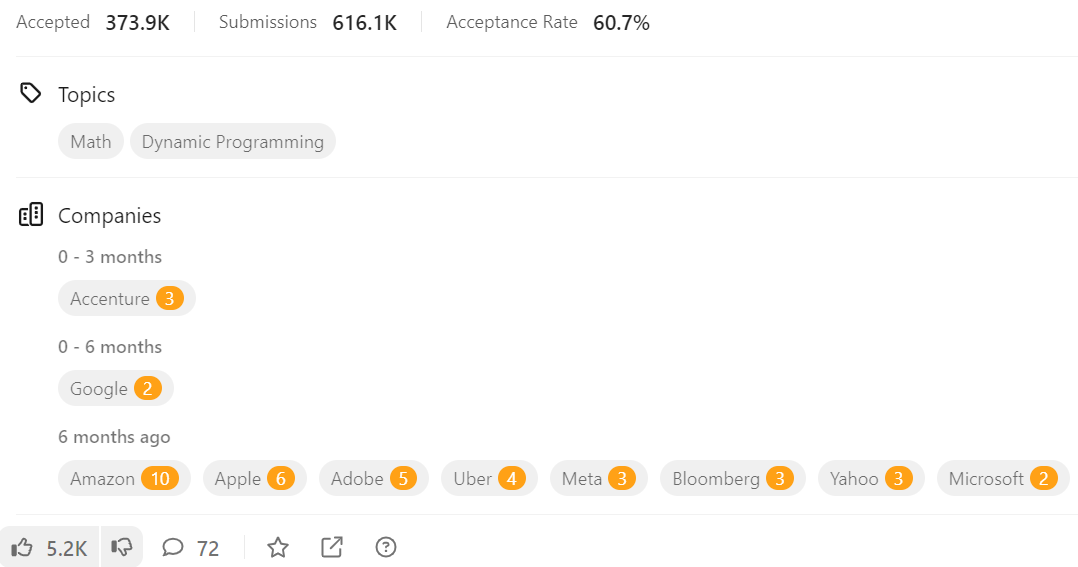 Accepted 373.9K Submissions 616.1K Acceptance Rate 60.7%
Topics
Math Dynamic Programming
Companies
0 - 3 months
Accenture 3
0 - 6 months
Google 2
6 months ago
Amazon 10 Apple 6 Adobe 5 Uber 4 Meta 3 Bloomberg 3 Yahoo 3 Microsoft 2
5.2K 72